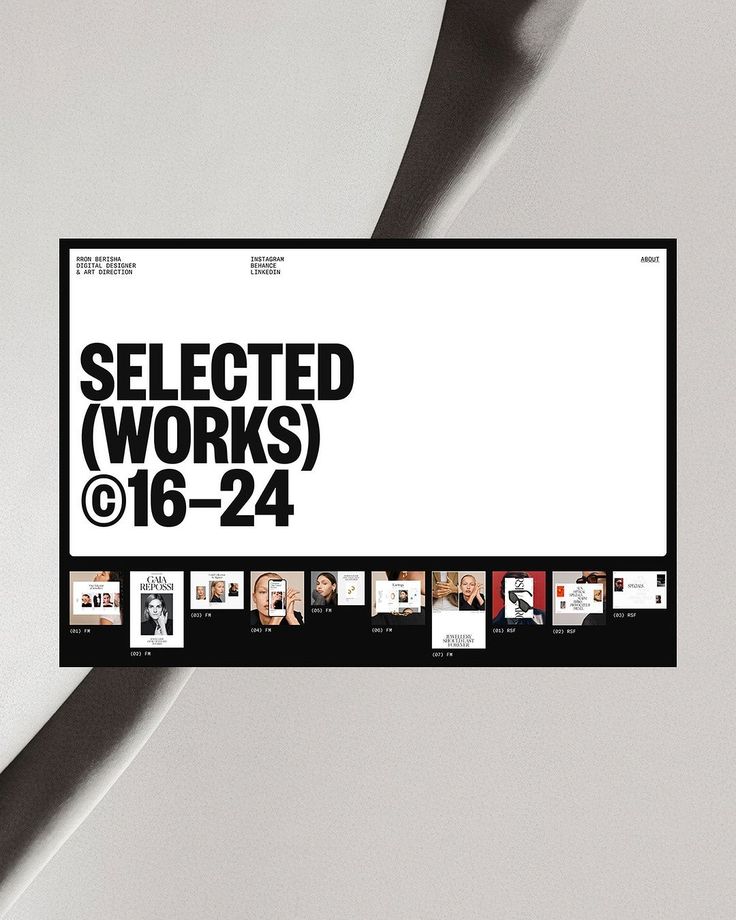 RRON BERISHA
DIGITAL DESIGNER
& ART DIRECTION
INSTAGRAM
BEHANCE
LINKEDIN
ABOUT
SELECTED
(WORKS)
©16–24
GAIA
REPOSSI
Earrings
JEWELLERY
SHOULD LAST
FOREVER
SPECIALS
(01) FM
(02) FM
(03) FM
(04) FM
(05) FM
(06) FM
(07) FM
(01) RSF
(02) RSF
(03) RSF